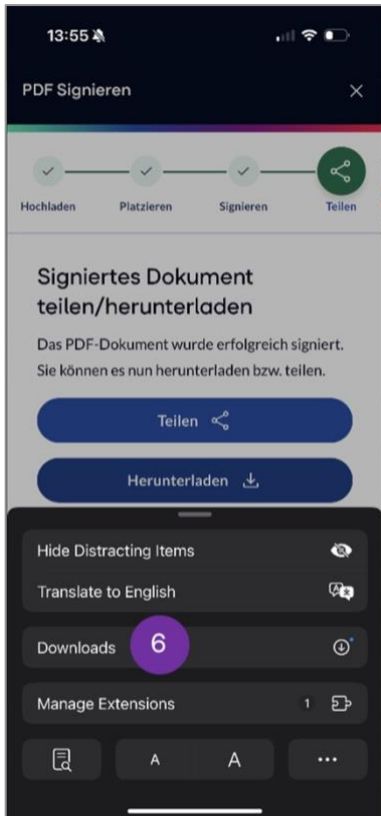 13:55
PDF Signieren
Hochladen Platzieren Signieren Teilen
Signiertes Dokument
teilen/herunterladen
Das PDF-Dokument wurde erfolgreich signiert.
Sie können es nun herunterladen bzw. teilen.
Teilen
Herunterladen
Hide Distracting Items
Translate to English
Downloads 6
Manage Extensions 1
A A